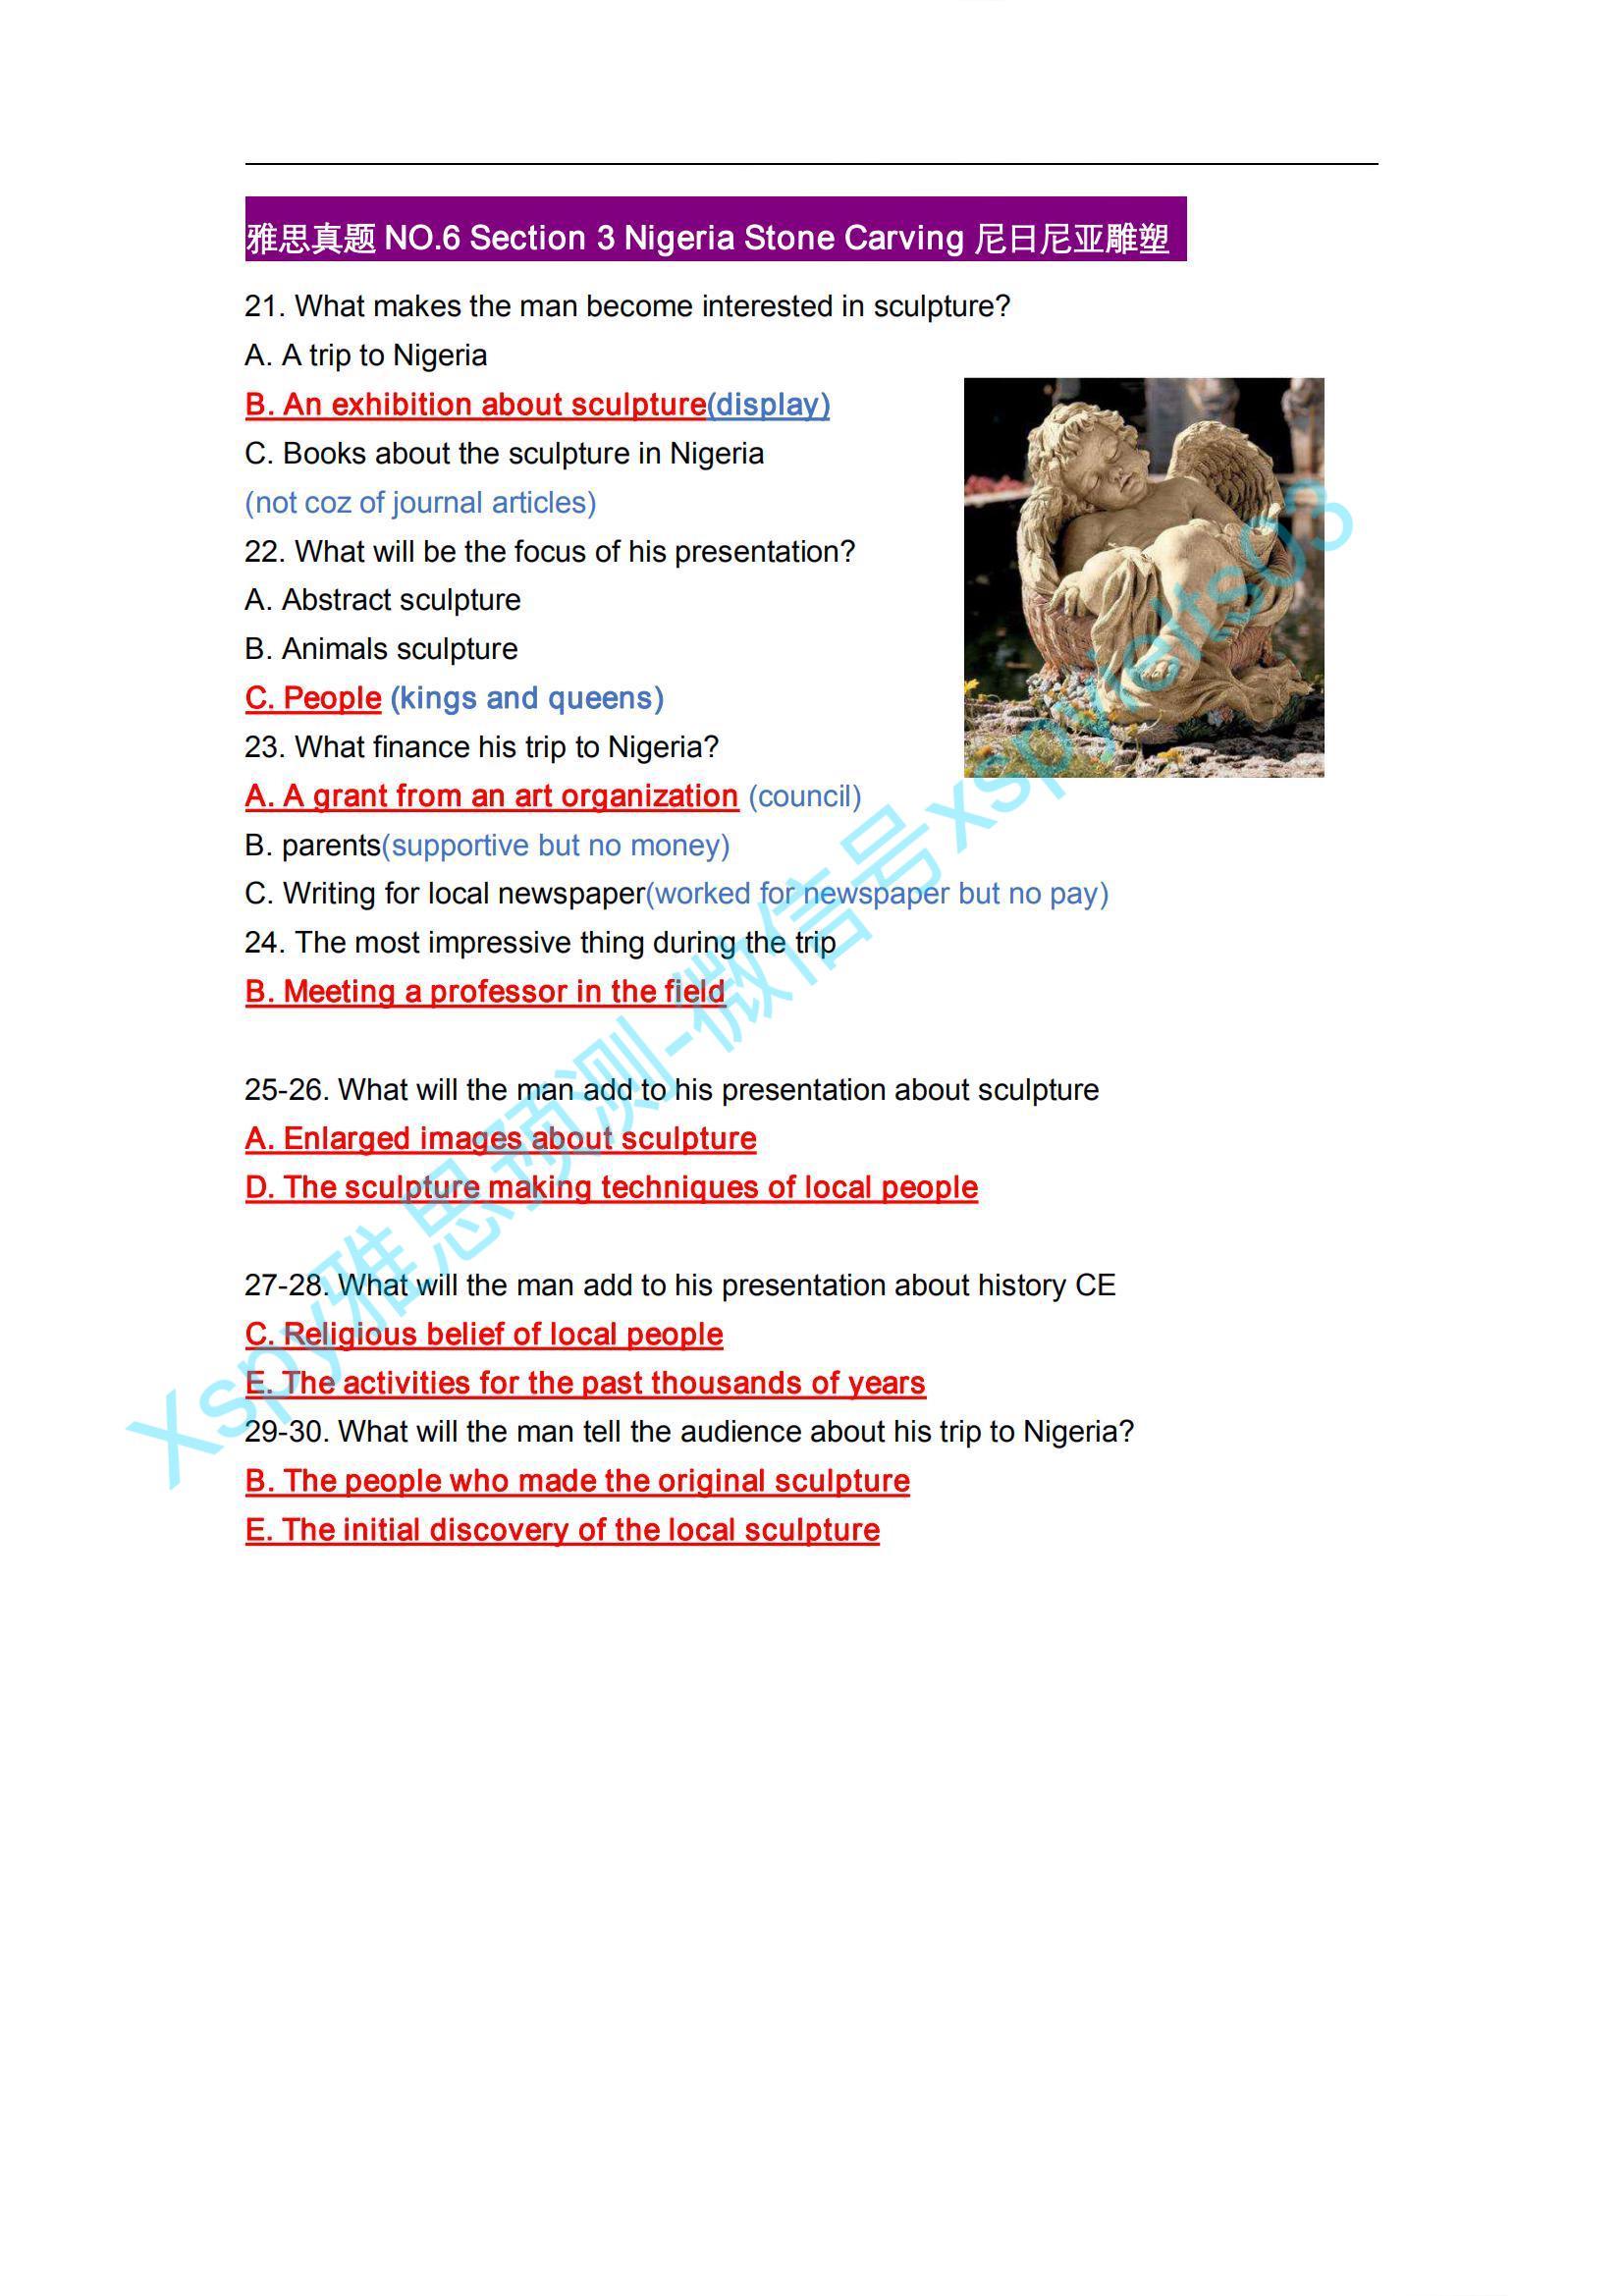 雅思真题 NO.6 Section 3 Nigeria Stone Carving 尼日尼亚雕塑
21. What makes the man become interested in sculpture?
A. A trip to Nigeria
B. An exhibition about sculpture(display)
C. Books about the sculpture in Nigeria
(not coz of journal articles)
22. What will be the focus of his presentation?
A. Abstract sculpture
B. Animals sculpture
C. People (kings and queens)
23. What finance his trip to Nigeria?
A. A grant from an art organization (council)
B. parents(supportive but no money)
C. Writing for local newspaper(worked for newspaper but no pay)
24. The most impressive thing during the trip
B. Meeting a professor in the field
25-26. What will the man add to his presentation about sculpture
A. Enlarged images about sculpture
D. The sculpture making techniques of local people
27-28. What will the man add to his presentation about history CE
C. Religious belief of local people
E. The activities for the past thousands of years
29-30. What will the man tell the audience about his trip to Nigeria?
B. The people who made the original sculpture
E. The initial discovery of the local sculpture
Xspy雅思预测-微信号xspyielts03